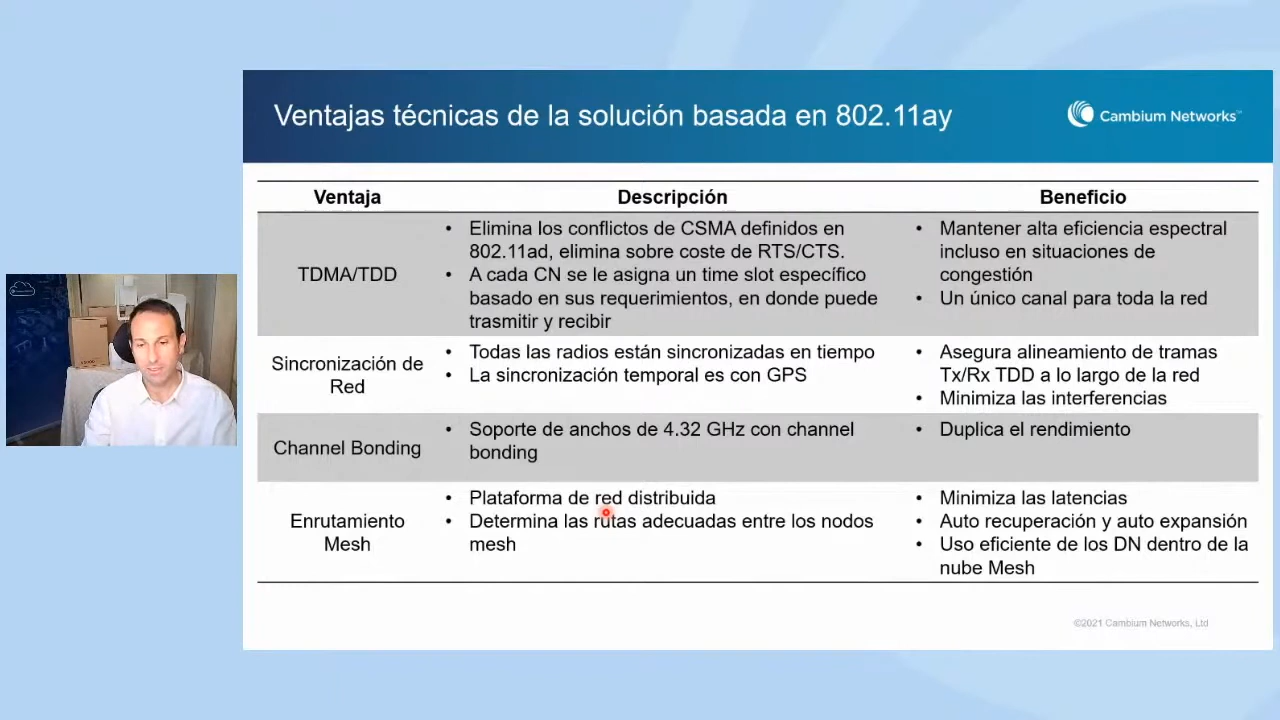 Ventajas técnicas de la solución basada en 802.11ay
Cambium Networks™
Ventaja
Descripción
Beneficio
TDMA/TDD
• Elimina los conflictos de CSMA definidos en
802.11ad, elimina sobre coste de RTS/CTS.
• A cada CN se le asigna un time slot específico
basado en sus requerimientos, en donde puede
trasmitir y recibir
• Mantener alta eficiencia espectral
incluso en situaciones de
congestión
• Un único canal para toda la red
Sincronización de
Red
• Todas las radios están sincronizadas en tiempo
• La sincronización temporal es con GPS
• Asegura alineamiento de tramas
Tx/Rx TDD a lo largo de la red
• Minimiza las interferencias
Channel Bonding
• Soporte de anchos de 4.32 GHz con channel
bonding
• Duplica el rendimiento
Enrutamiento
Mesh
• Plataforma de red distribuida
• Determina las rutas adecuadas entre los nodos
mesh
• Minimiza las latencias
• Auto recuperación y auto expansión
• Uso eficiente de los DN dentro de la
nube Mesh
©2021 Cambium Networks, Ltd